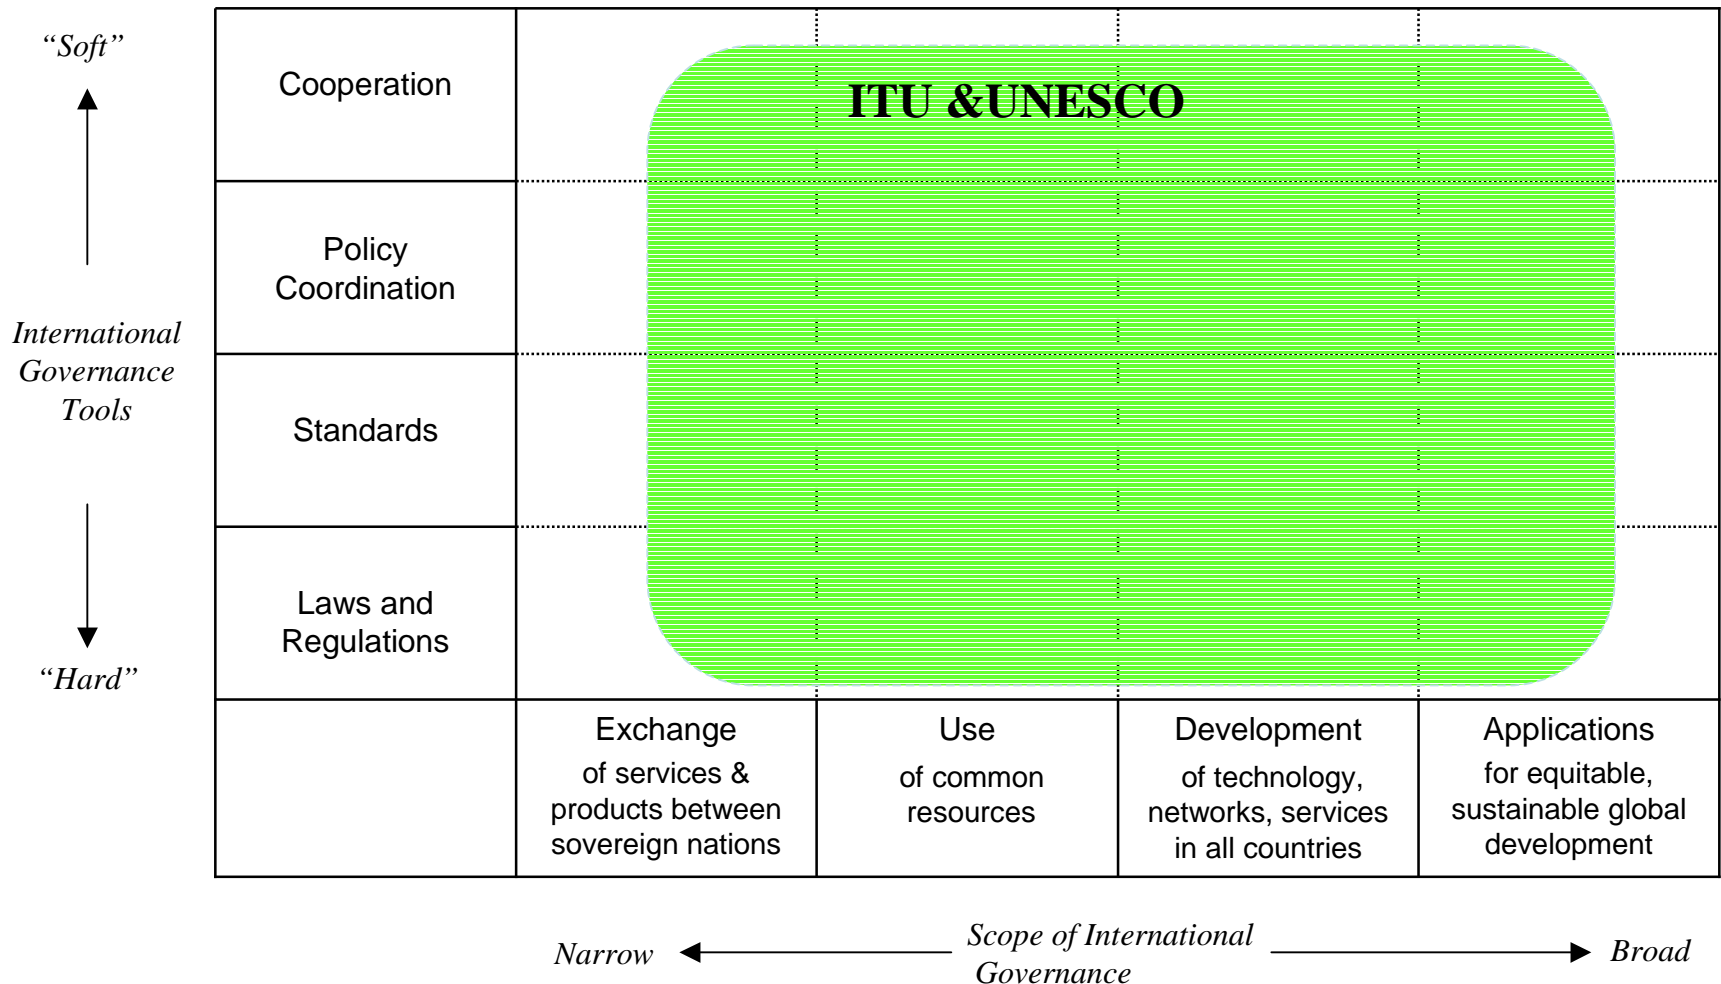 “Soft”
Cooperation
ITU &UNESCO
Policy
Coordination
International
Governance
Tools
Standards
Laws and
Regulations
“Hard”
Exchange
of services &
products between
sovereign nations
Use
of common
resources
Development
of technology,
networks, services
in all countries
Applications
for equitable,
sustainable global
development
Narrow
Scope of International
Governance
Broad